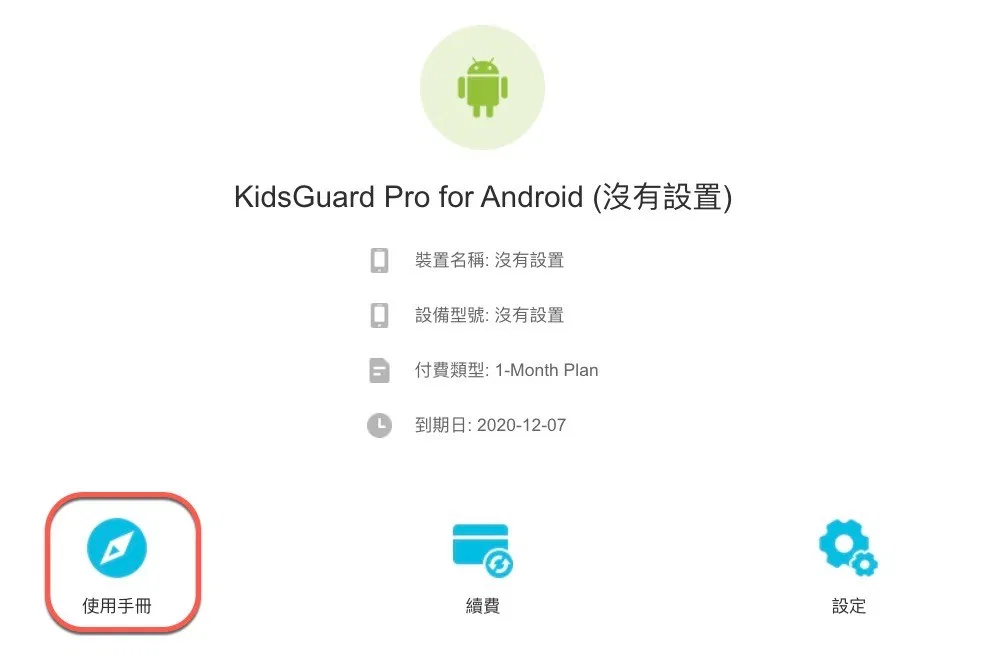 KidsGuard Pro for Android (沒有設置)
裝置名稱: 沒有設置
設備型號: 沒有設置
付費類型: 1-Month Plan
到期日: 2020-12-07
使用手冊
續費
設定